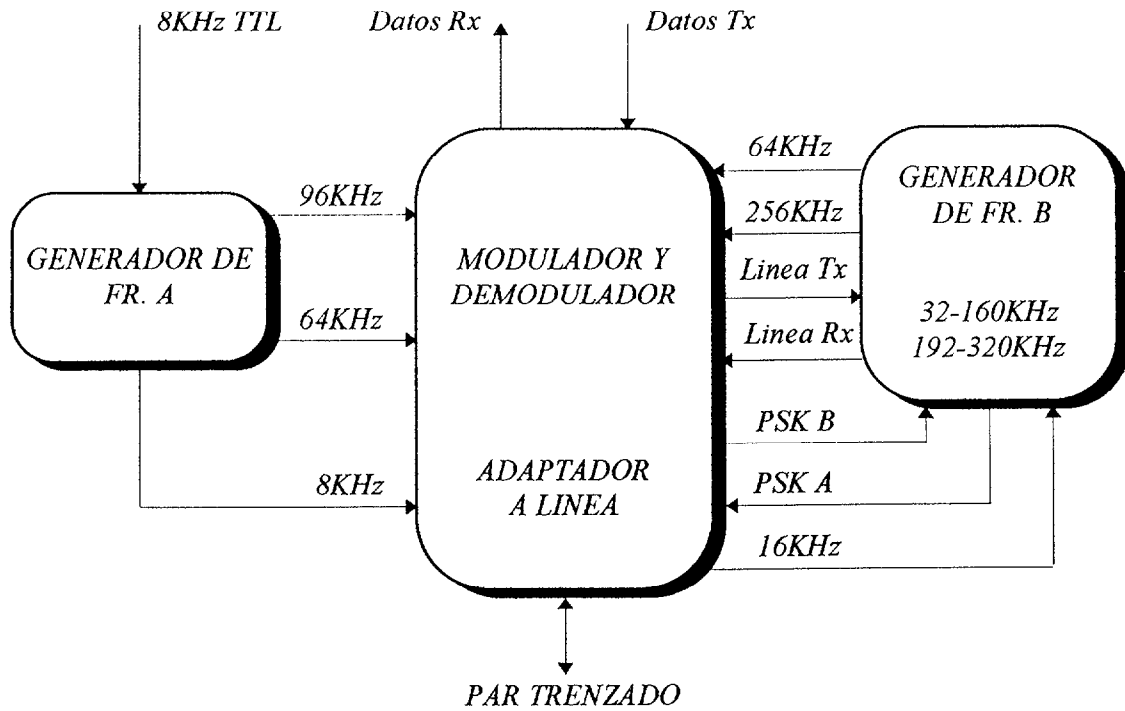 8KHz TTL
Datos Rx
Datos Tx
GENERADOR DE
FR. A
96KHz
64KHz
8KHz
MODULADOR Y
DEMODULADOR
ADAPTADOR
A LINEA
64KHz
256KHz
Linea Tx
Linea Rx
PSK B
PSK A
16KHz
GENERADOR
DE FR. B
32-160KHz
192-320KHz
PAR TRENZADO